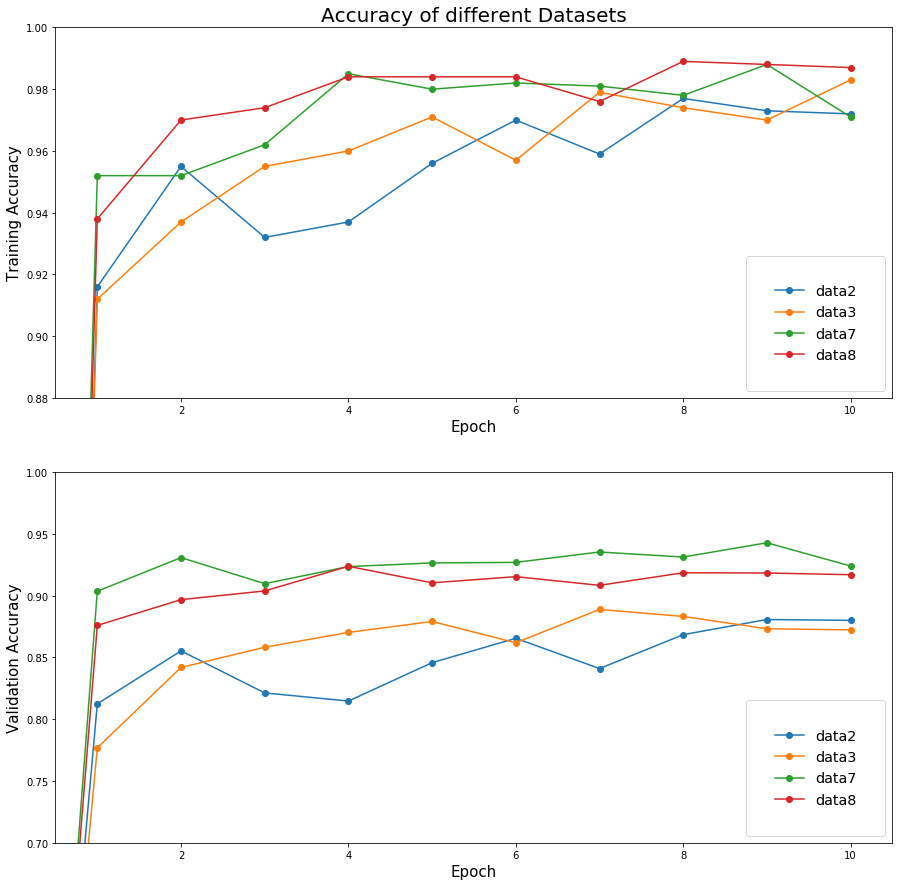 Accuracy of different Datasets
1.00
0.98
0.96
0.94
0.92
0.90
0.88
Training Accuracy
data2
data3
data7
data8
2 4 6 8 10
Epoch
1.00
0.95
0.90
0.85
0.80
0.75
0.70
Validation Accuracy
data2
data3
data7
data8
2 4 6 8 10
Epoch